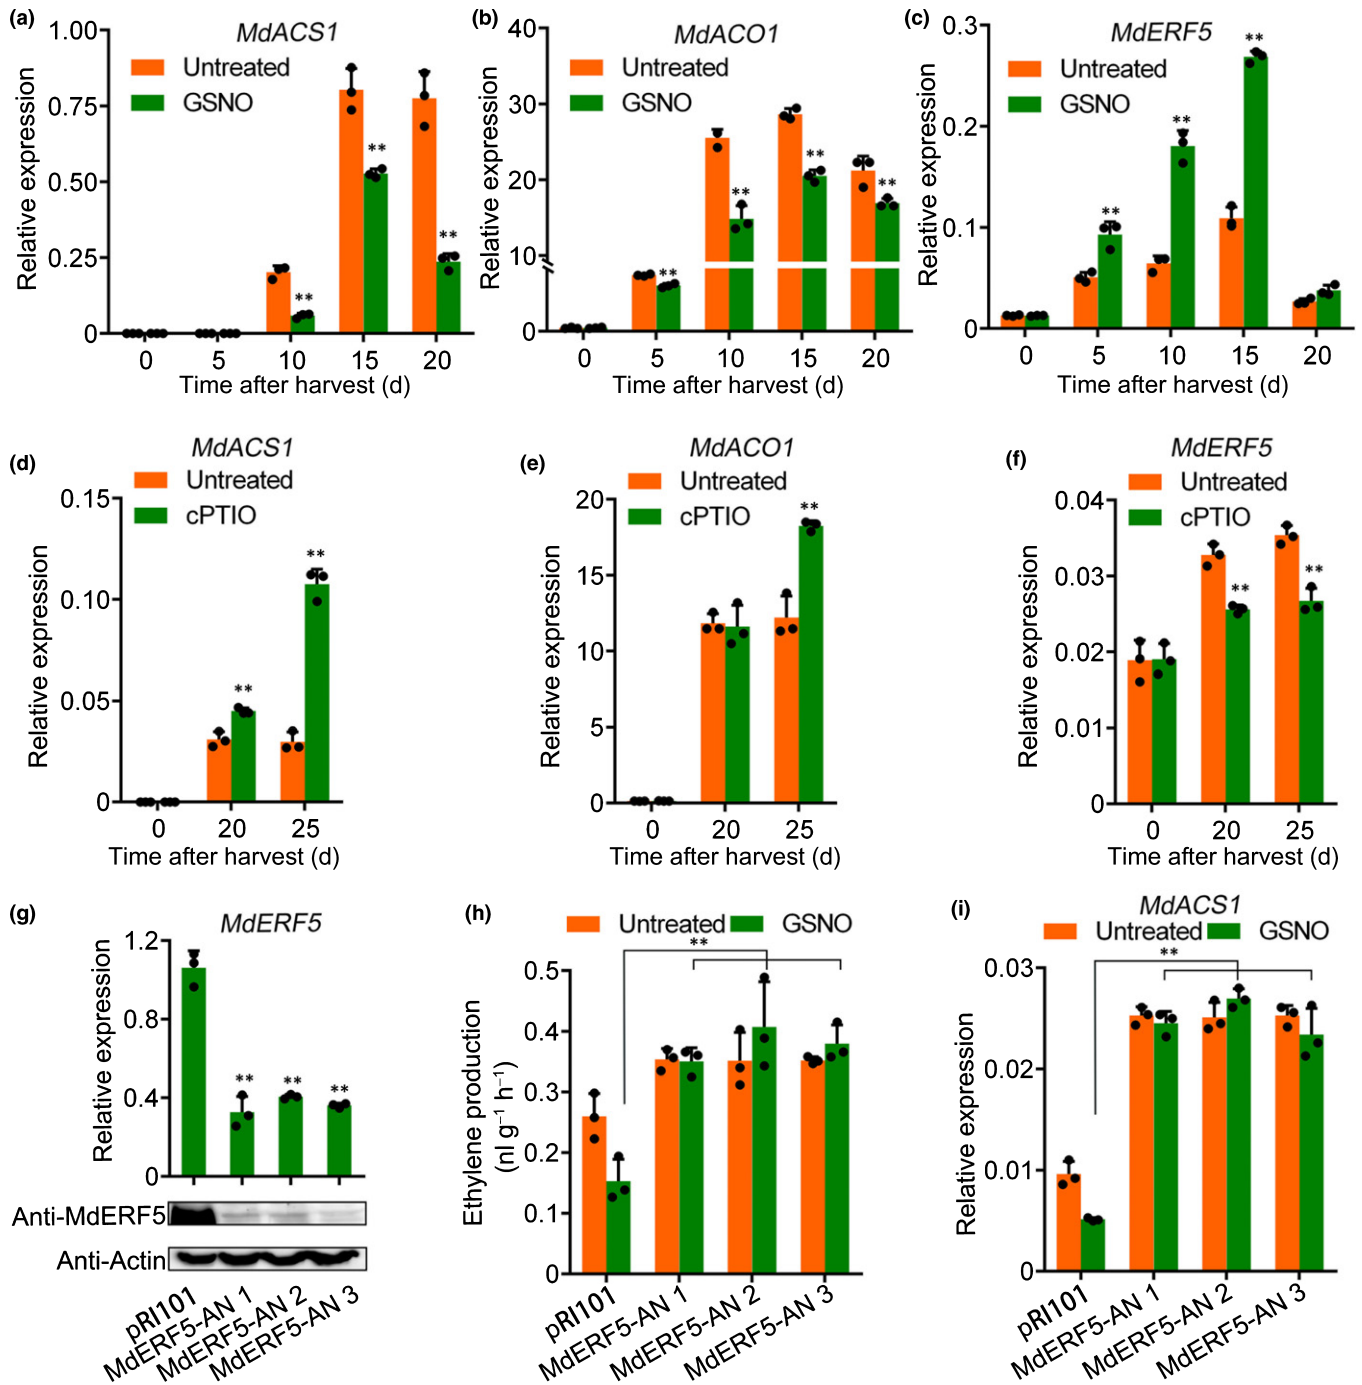 (a)
MdACS1
Untreated
GSNO
Relative expression
1.00
0.75
0.50
0.25
0
**
**
**
0 5 10 15 20
Time after harvest (d)
(b)
MdACO1
Untreated
GSNO
Relative expression
40
30
20
10
0
**
**
**
**
0 5 10 15 20
Time after harvest (d)
(c)
MdERF5
Untreated
GSNO
Relative expression
0.3
0.2
0.1
0
**
**
**
0 5 10 15 20
Time after harvest (d)
(d)
MdACS1
Untreated
cPTIO
Relative expression
0.15
0.10
0.05
0
**
**
0 20 25
Time after harvest (d)
(e)
MdACO1
Untreated
cPTIO
Relative expression
20
15
10
5
0
**
0 20 25
Time after harvest (d)
(f)
MdERF5
Untreated
cPTIO
Relative expression
0.04
0.03
0.02
0.01
0
**
**
0 20 25
Time after harvest (d)
(g)
MdERF5
Relative expression
1.2
0.8
0.4
0
**
**
**
Anti-MdERF5
Anti-Actin
pRI101
MdERF5-AN 1
MdERF5-AN 2
MdERF5-AN 3
(h)
Untreated
GSNO
**
Ethylene production
(nl g⁻¹ h⁻¹)
0.5
0.4
0.3
0.2
0.1
0
pRI101
MdERF5-AN 1
MdERF5-AN 2
MdERF5-AN 3
(i)
MdACS1
Untreated
GSNO
**
Relative expression
0.03
0.02
0.01
0
pRI101
MdERF5-AN 1
MdERF5-AN 2
MdERF5-AN 3